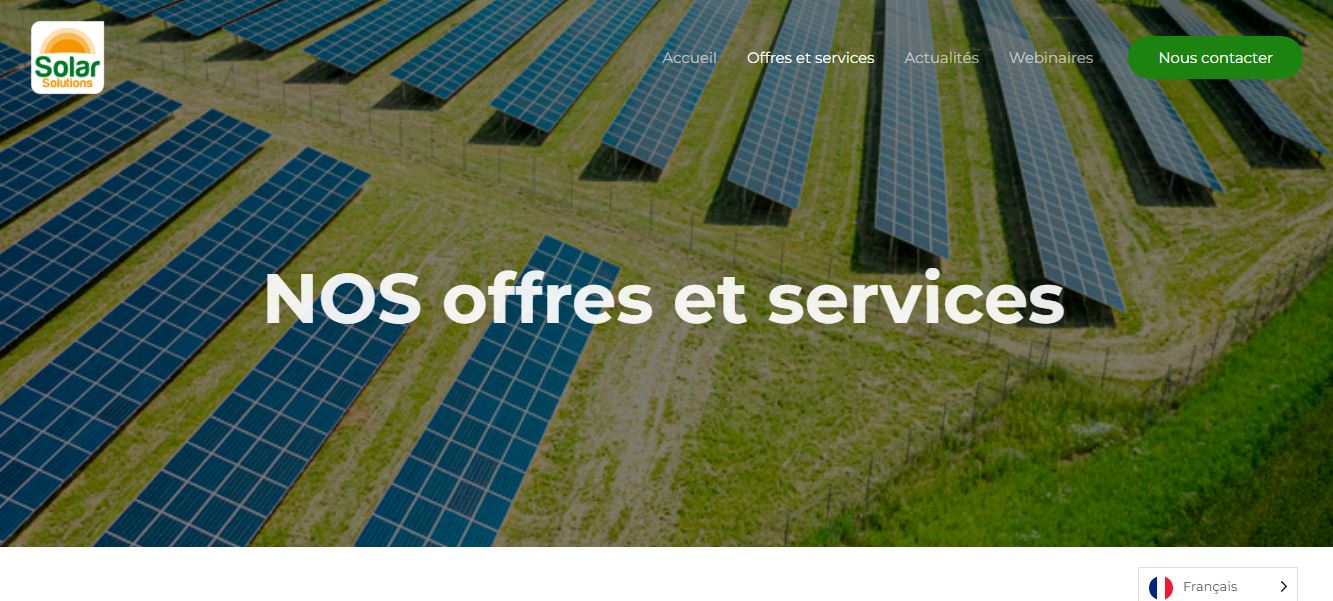 Solar
Solutions
Accueil
Offres et services
Actualités
Webinaires
Nous contacter
NOS offres et services
Français